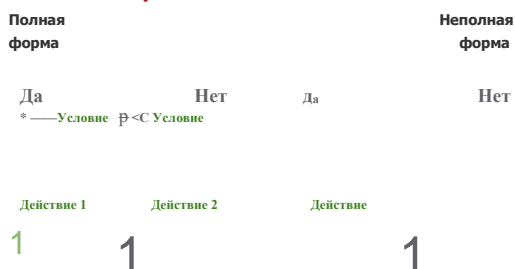 Полная Неполная
форма форма
Да Нет Да Нет
* ——Условие р <С Условие
Действие 1 Действие 2 Действие
1 1 1